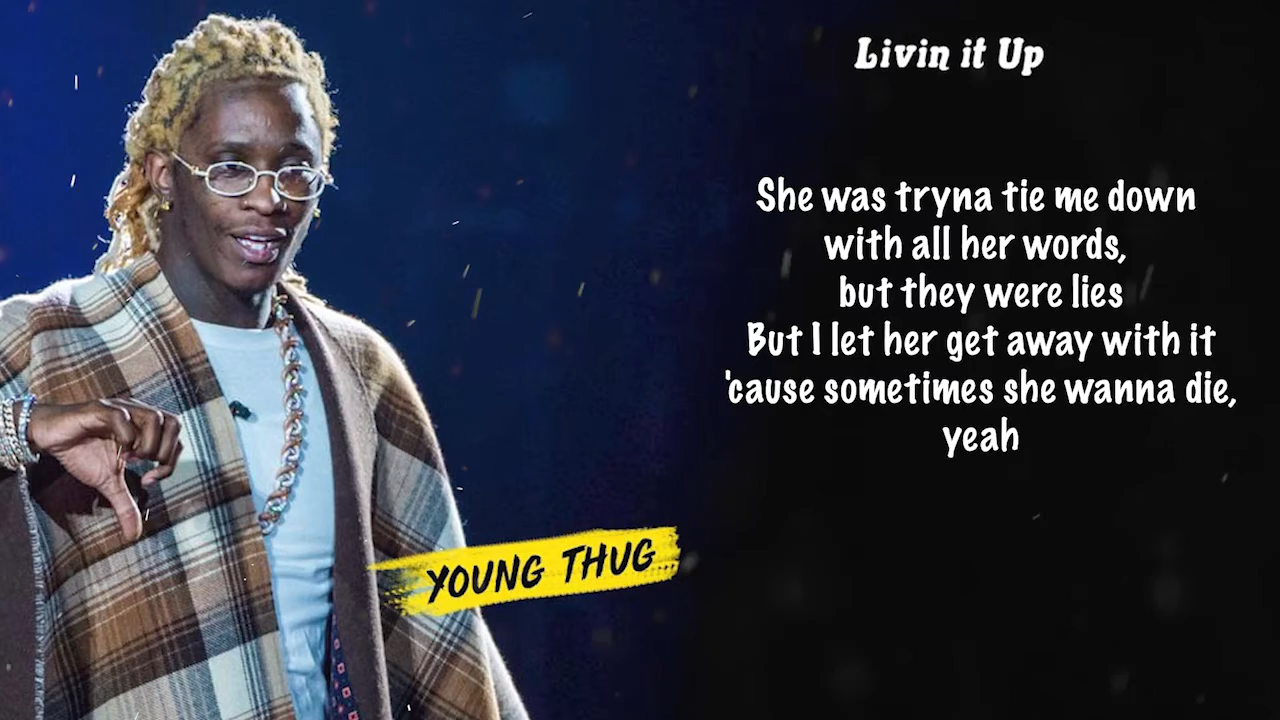 Livin it Up
She was tryna tie me down
with all her words,
but they were lies
But I let her get away with it
'cause sometimes she wanna die,
yeah
YOUNG THUG